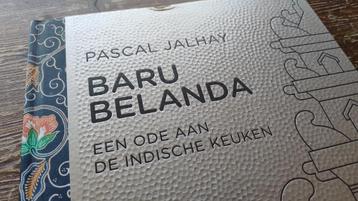 PASCAL JALHAY
BARU
BELANDA
EEN ODE AAN
DE INDISCHE KEUKEN